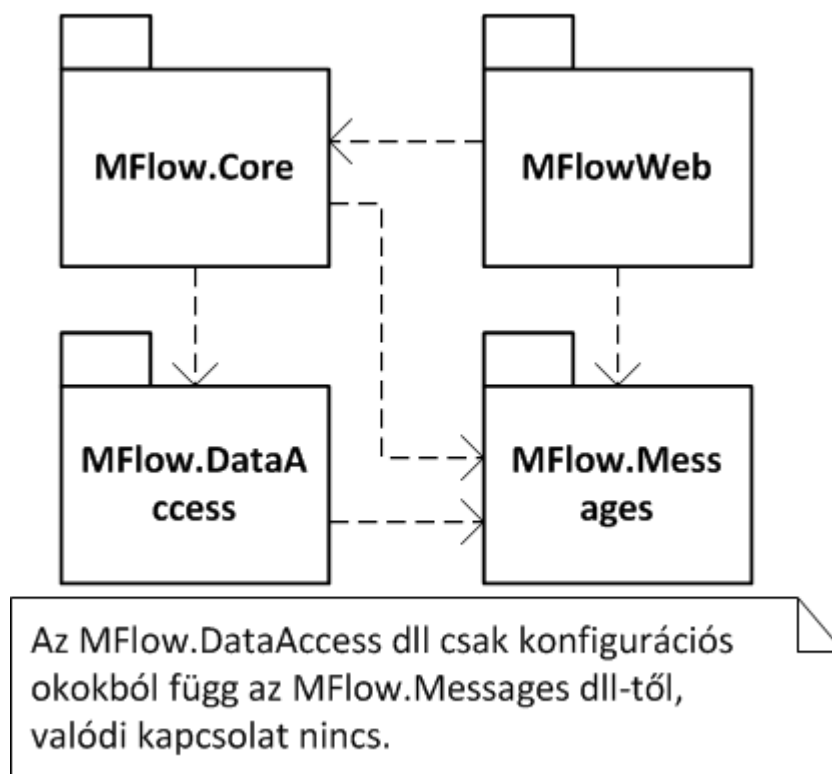 MFlow.Core
MFlowWeb
MFlow.DataA
ccess
MFlow.Mess
ages
Az MFlow.DataAccess dll csak konfigurációs
okokból függ az MFlow.Messages dll-től,
valódi kapcsolat nincs.